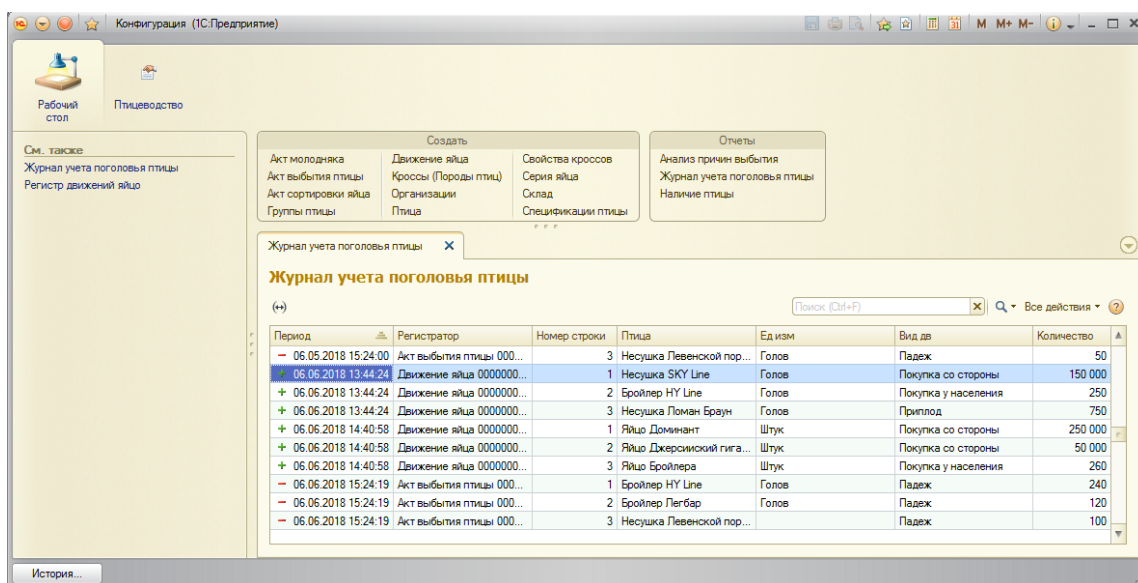 Конфигурация (1С:Предприятие)
M M+ M-
31
Рабочий стол
Птицеводство
См. также
Журнал учета поголовья птицы
Регистр движений яйцо
Создать
Акт молодняка Движение яйца Свойства кроссов
Акт выбытия птицы Кроссы (Породы птиц) Серия яйца
Акт сортировки яйца Организации Склад
Группы птицы Птица Спецификации птицы
Отчеты
Анализ причин выбытия
Журнал учета поголовья птицы
Наличие птицы
Журнал учета поголовья птицы
Журнал учета поголовья птицы
Поиск (Ctrl+F) Все действия
Период Регистратор Номер строки Птица Ед изм Вид дв Количество
06.05.2018 15:24:00 Акт выбытия птицы 000... 3 Несушка Левенской пор... Голов Падеж 50
06.06.2018 13:44:24 Движение яйца 0000000... 1 Несушка SKY Line Голов Покупка со стороны 150 000
06.06.2018 13:44:24 Движение яйца 0000000... 2 Бройлер HY Line Голов Покупка у населения 250
06.06.2018 13:44:24 Движение яйца 0000000... 3 Несушка Ломан Браун Голов Приплод 750
06.06.2018 14:40:58 Движение яйца 0000000... 1 Яйцо Доминант Штук Покупка со стороны 250 000
06.06.2018 14:40:58 Движение яйца 0000000... 2 Яйцо Джерсииский гига... Штук Покупка со стороны 50 000
06.06.2018 14:40:58 Движение яйца 0000000... 3 Яйцо Бройлера Штук Покупка у населения 260
06.06.2018 15:24:19 Акт выбытия птицы 000... 1 Бройлер HY Line Голов Падеж 240
06.06.2018 15:24:19 Акт выбытия птицы 000... 2 Бройлер Легбар Голов Падеж 120
06.06.2018 15:24:19 Акт выбытия птицы 000... 3 Несушка Левенской пор... Падеж 100
История...